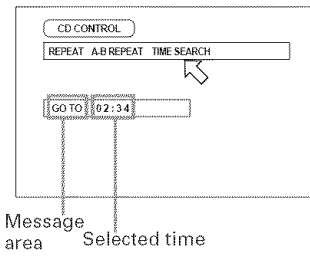 CD CONTROL
REPEAT A-B REPEAT TIME SEARCH
GO TO 02:34
Message area
Selected time